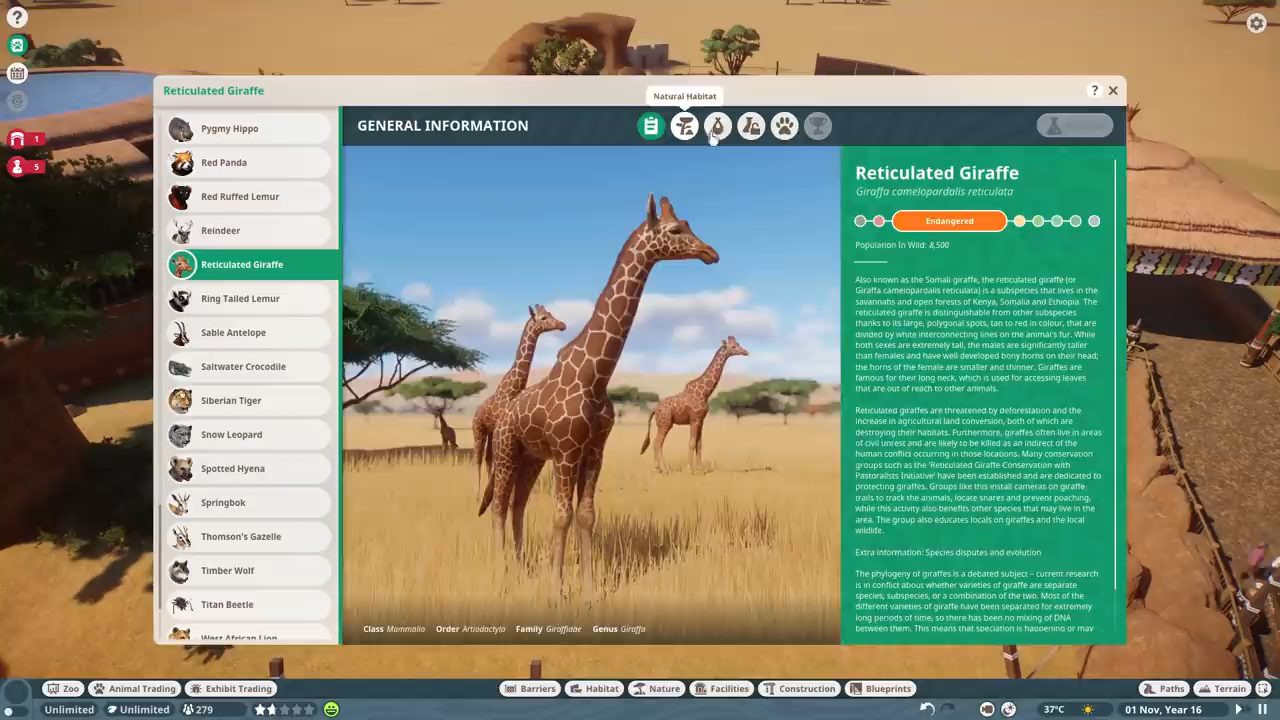 Reticulated Giraffe
?
?
Natural Habitat
GENERAL INFORMATION
1
5
Pygmy Hippo
Red Panda
Red Ruffed Lemur
Reindeer
Reticulated Giraffe
Ring Tailed Lemur
Sable Antelope
Saltwater Crocodile
Siberian Tiger
Snow Leopard
Spotted Hyena
Springbok
Thomson's Gazelle
Timber Wolf
Titan Beetle
West African Lion
Class Mammalia Order Artiodactyla Family Giraffidae Genus Giraffa
Reticulated Giraffe
Giraffa camelopardalis reticulata
Endangered
Population In Wild: 8,500
Also known as the Somali giraffe, the reticulated giraffe (or
Giraffa camelopardalis reticulata) is a subspecies that lives in the
savannahs and open forests of Kenya, Somalia and Ethiopia. The
reticulated giraffe is distinguishable from other subspecies
thanks to its large, polygonal spots, tan to red in colour, that are
divided by white interconnecting lines on the animal's fur. While
both sexes are extremely tall, the males are significantly taller
than females and have well developed bony horns on their head;
the horns of the female are smaller and thinner. Giraffes are
famous for their long neck, which is used for accessing leaves
that are out of reach to other animals.
Reticulated giraffes are threatened by deforestation and the
increase in agricultural land conversion, both of which are
destroying their habitats. Furthermore, giraffes often live in areas
of civil unrest and are likely to be killed as an indirect of the
human conflict occurring in those locations. Many conservation
groups such as the 'Reticulated Giraffe Conservation with
Pastoralists Initiative' have been established and are dedicated to
protecting giraffes. Groups like this install cameras on giraffe
trails to track the animals, locate snares and prevent poaching,
while this activity also benefits other species that may live in the
area. The group also educates locals on giraffes and the local
wildlife.
Extra information: Species disputes and evolution
The phylogeny of giraffes is a debated subject – current research
is in conflict about whether varieties of giraffe are separate
species, subspecies, or a combination of the two. Most of the
different varieties of giraffe have been separated for extremely
long periods of time, so there has been no mixing of DNA
between them. This means that speciation is happening or may
Zoo Animal Trading Exhibit Trading Barriers Habitat Nature Facilities Construction Blueprints Paths Terrain
Unlimited Unlimited 279 37°C 01 Nov, Year 16